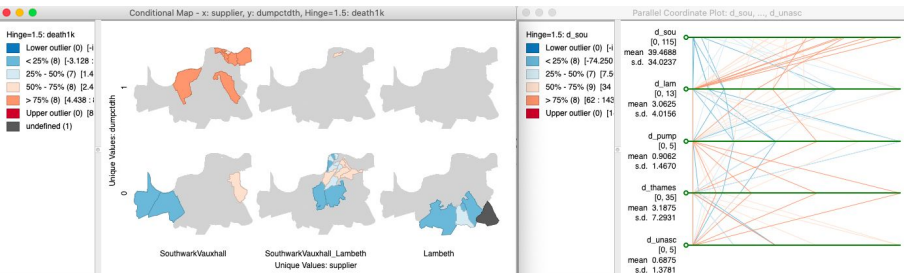 Conditional Map - x: supplier, y: dumpctdth, Hinge=1.5: death1k
Hinge=1.5: death1k
Lower outlier (0) [-i
< 25% (8) [-3.128 :
25% - 50% (7) [1.4
50% - 75% (8) [2.4
> 75% (8) [4.438 : 8
Upper outlier (0) [8
undefined (1)
Unique Values: dumpctdth
1
0
SouthwarkVauxhall
SouthwarkVauxhall_Lambeth
Lambeth
Unique Values: supplier
Parallel Coordinate Plot: d_sou, ..., d_unasc
Hinge=1.5: d_sou
Lower outlier (0) [-i
< 25% (8) [-74.250
25% - 50% (7) [7.5
50% - 75% (9) [34
> 75% (8) [62 : 143
Upper outlier (0) [1
d_sou
[0, 115]
mean 39.4688
s.d. 34.0237
d_lam
[0, 13]
mean 3.0625
s.d. 4.0156
d_pump
[0, 5]
mean 0.9062
s.d. 1.4670
d_thames
[0, 35]
mean 3.1875
s.d. 7.2931
d_unasc
[0, 5]
mean 0.6875
s.d. 1.3781